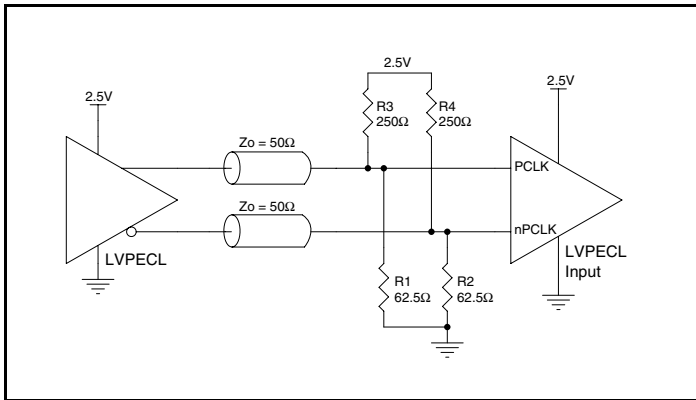 2.5V
2.5V
2.5V
R3
250Ω
R4
250Ω
Zo = 50Ω
PCLK
Zo = 50Ω
nPCLK
LVPECL
LVPECL
Input
R1
62.5Ω
R2
62.5Ω